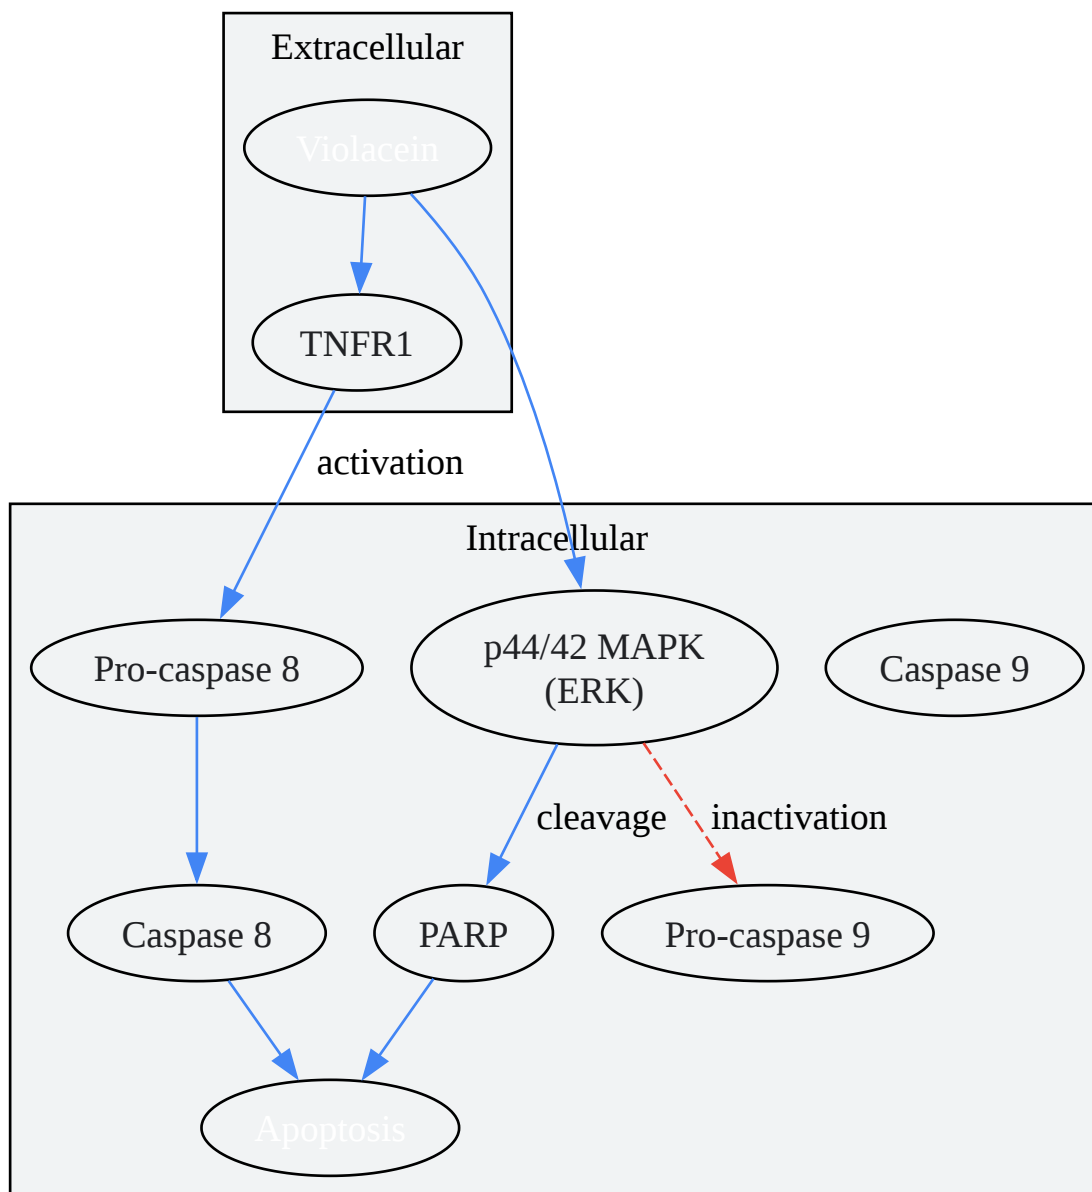 Extracellular
Violacein
TNFR1
activation
Intracellular
Pro-caspase 8
p44/42 MAPK
(ERK)
Caspase 9
cleavage
inactivation
Caspase 8
PARP
Pro-caspase 9
Apoptosis